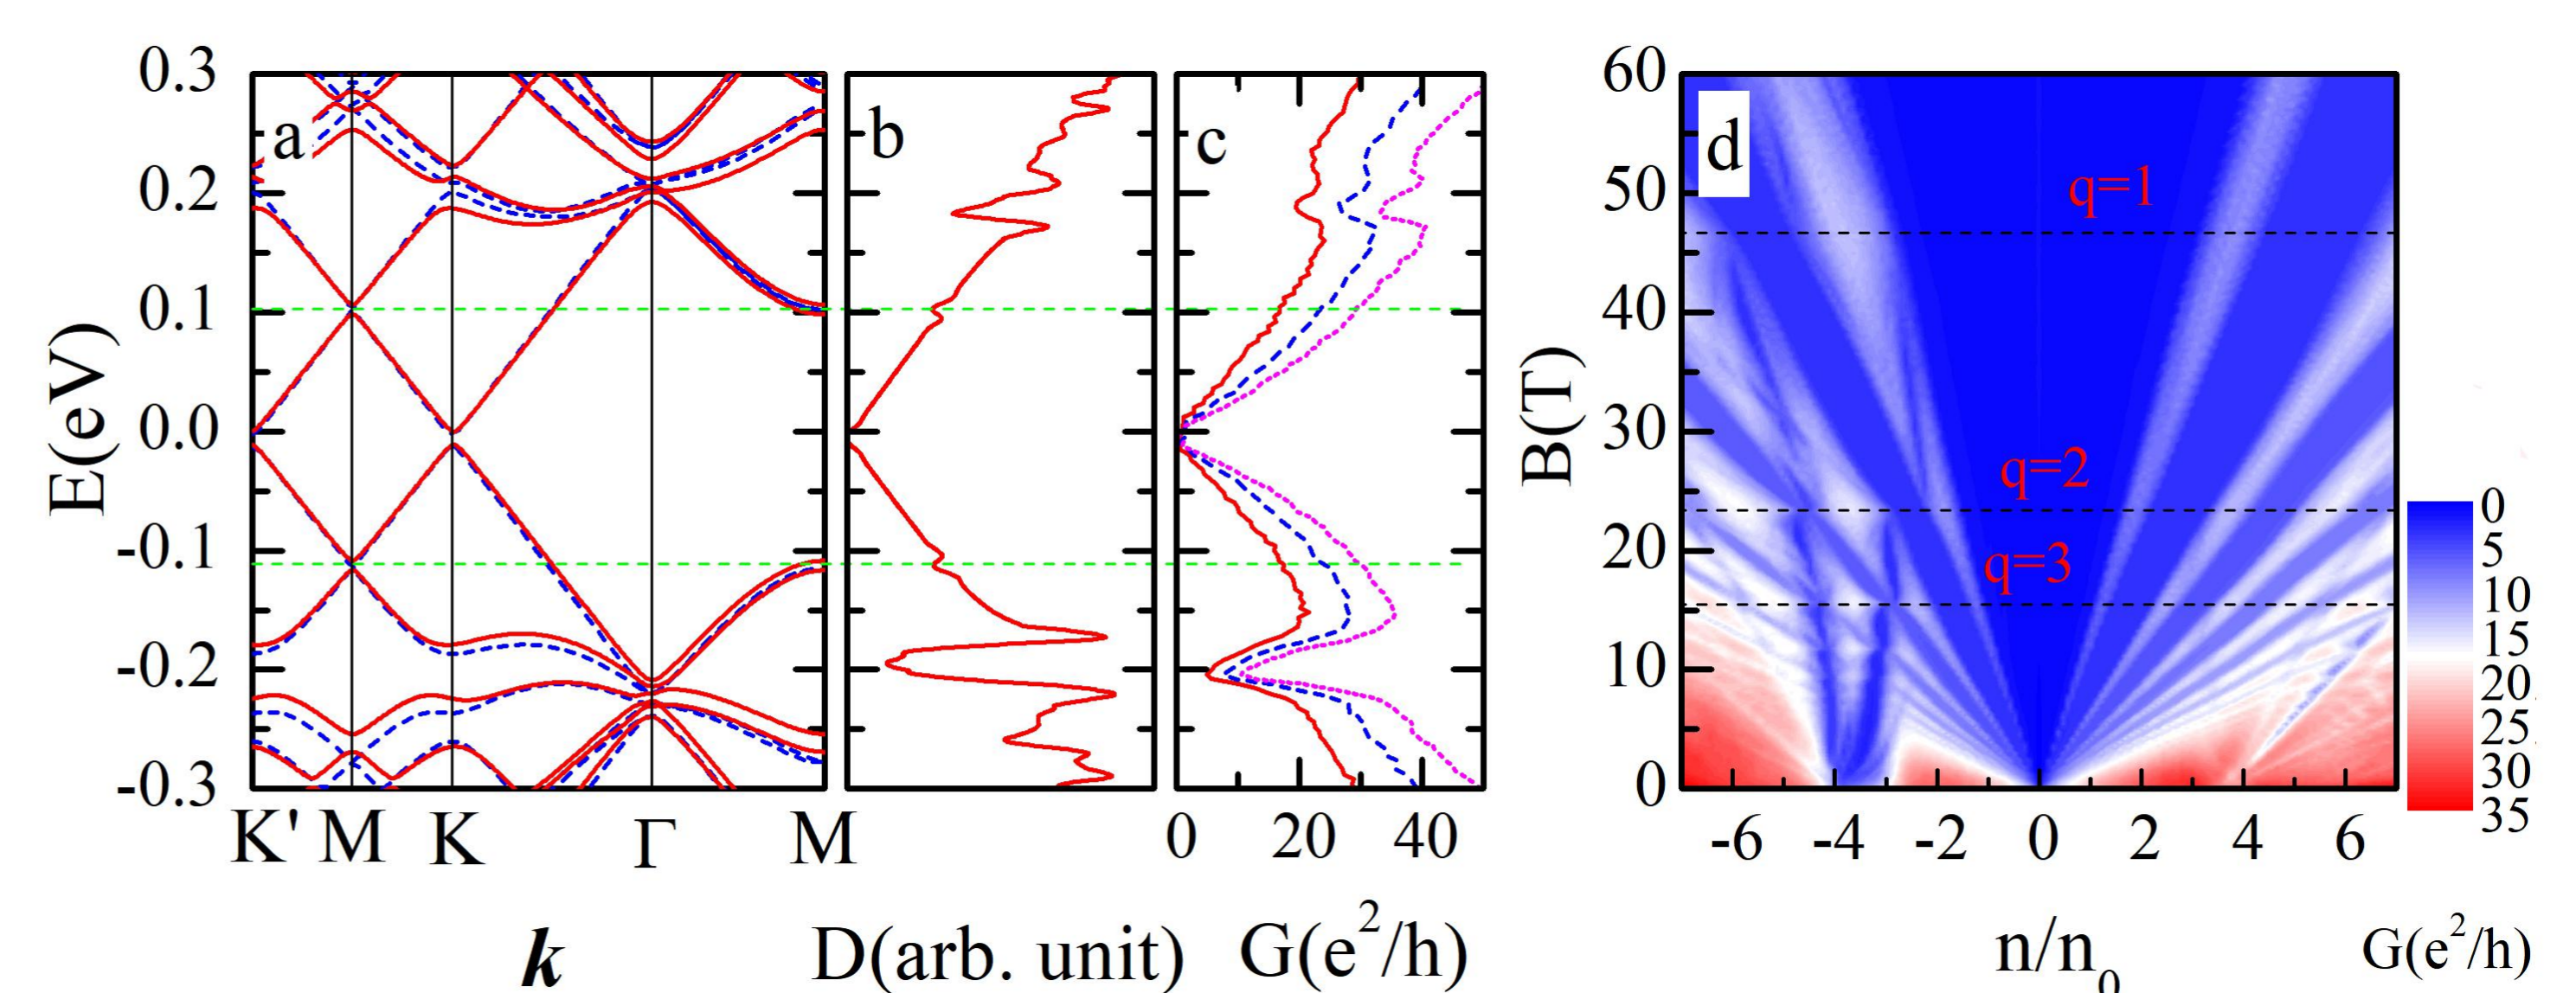 a
b
c
d
0.3
0.2
0.1
0.0
-0.1
-0.2
-0.3
E(eV)
K' M K Γ M
k
D(arb. unit)
0 20 40
G(e²/h)
60
50
40
30
20
10
0
B(T)
q=1
q=2
q=3
-6 -4 -2 0 2 4 6
n/n₀
0
5
10
15
20
25
30
35
G(e²/h)